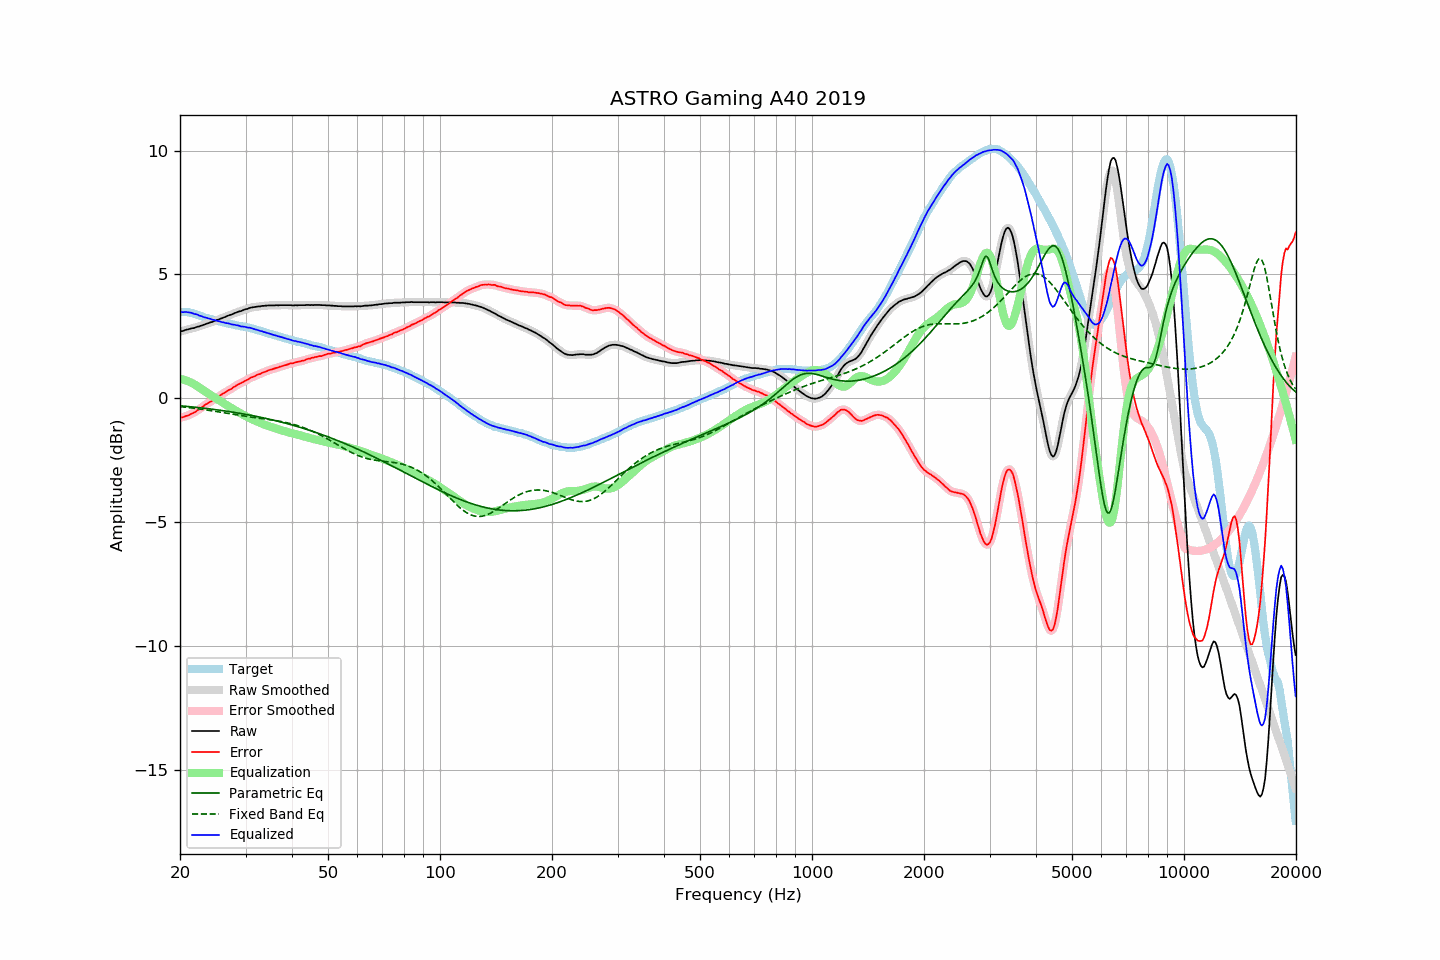 ASTRO Gaming A40 2019
Amplitude (dBr)
10
5
0
−5
−10
−15
Target
Raw Smoothed
Error Smoothed
Raw
Error
Equalization
Parametric Eq
Fixed Band Eq
Equalized
20 50 100 200 500 1000 2000 5000 10000 20000
Frequency (Hz)